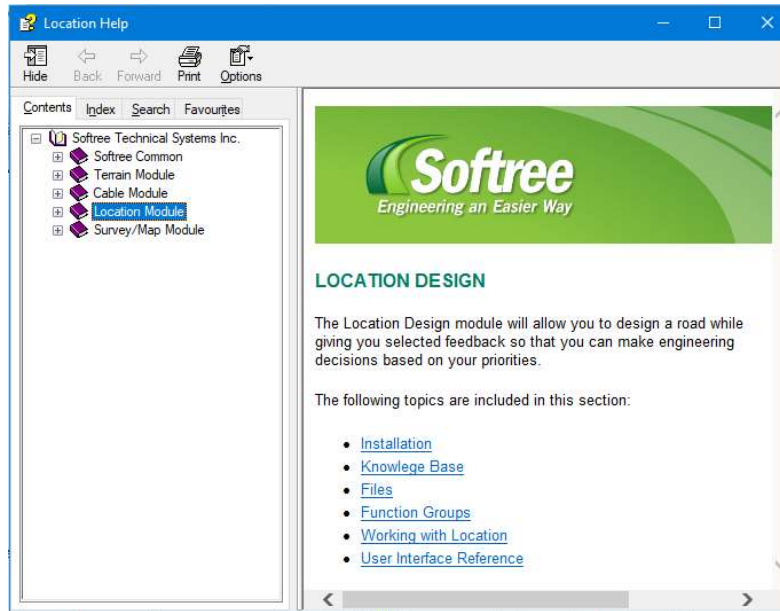 Location Help
Hide Back Forward Print Options
Contents Index Search Favourites
Softree Technical Systems Inc.
Softree Common
Terrain Module
Cable Module
Location Module
Survey/Map Module
Softree
Engineering an Easier Way
LOCATION DESIGN
The Location Design module will allow you to design a road while
giving you selected feedback so that you can make engineering
decisions based on your priorities.
The following topics are included in this section:
Installation
Knowlege Base
Files
Function Groups
Working with Location
User Interface Reference